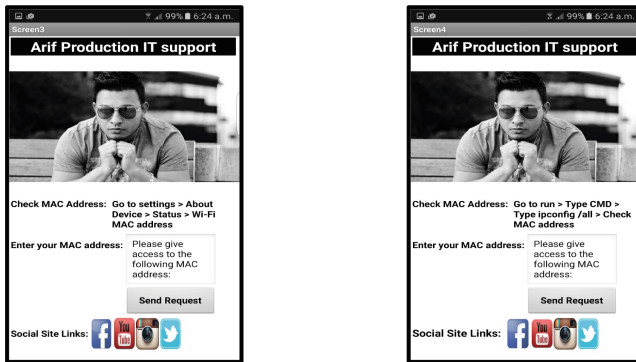 99% 6:24 a.m.
Screen3
Arif Production IT support
Check MAC Address: Go to settings > About
Device > Status > Wi-Fi
MAC address
Enter your MAC address: Please give
access to the
following MAC
address:
Send Request
Social Site Links:
You
Tube
99% 6:24 a.m.
Screen4
Arif Production IT support
Check MAC Address: Go to run > Type CMD >
Type ipconfig /all > Check
MAC address
Enter your MAC address: Please give
access to the
following MAC
address:
Send Request
Social Site Links:
You
Tube